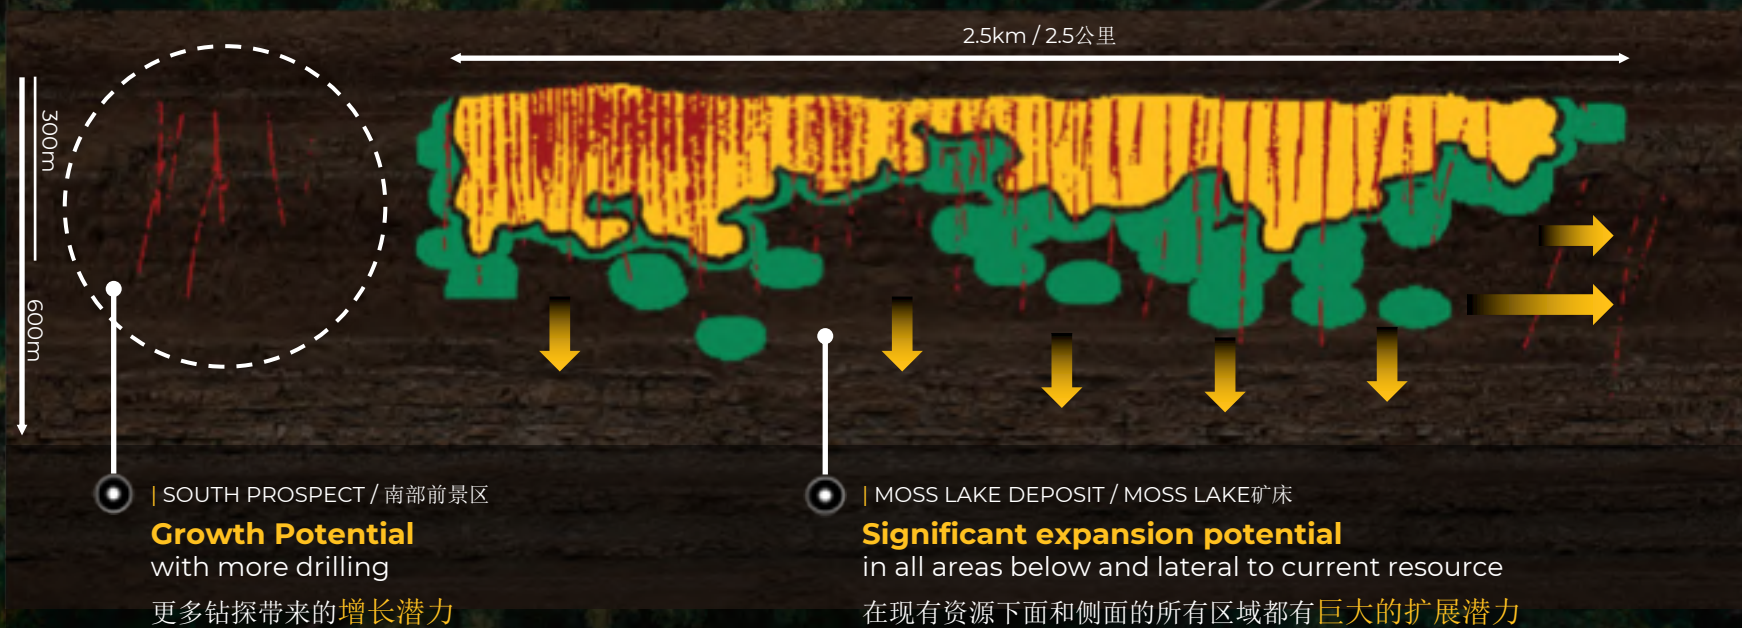 2.5km / 2.5公里
300m
600m
| SOUTH PROSPECT / 南部前景区
Growth Potential
with more drilling
更多钻探带来的增长潜力
| MOSS LAKE DEPOSIT / MOSS LAKE矿床
Significant expansion potential
in all areas below and lateral to current resource
在现有资源下面和侧面的所有区域都有巨大的扩展潜力